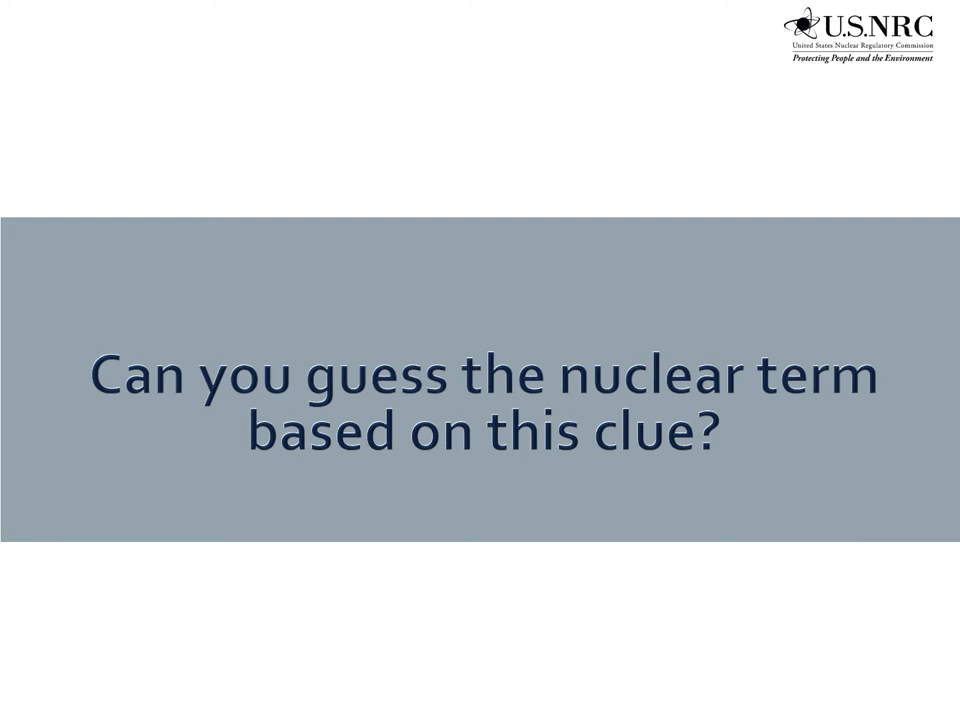 U.S.NRC
United States Nuclear Regulatory Commission
Protecting People and the Environment
Can you guess the nuclear term
based on this clue?